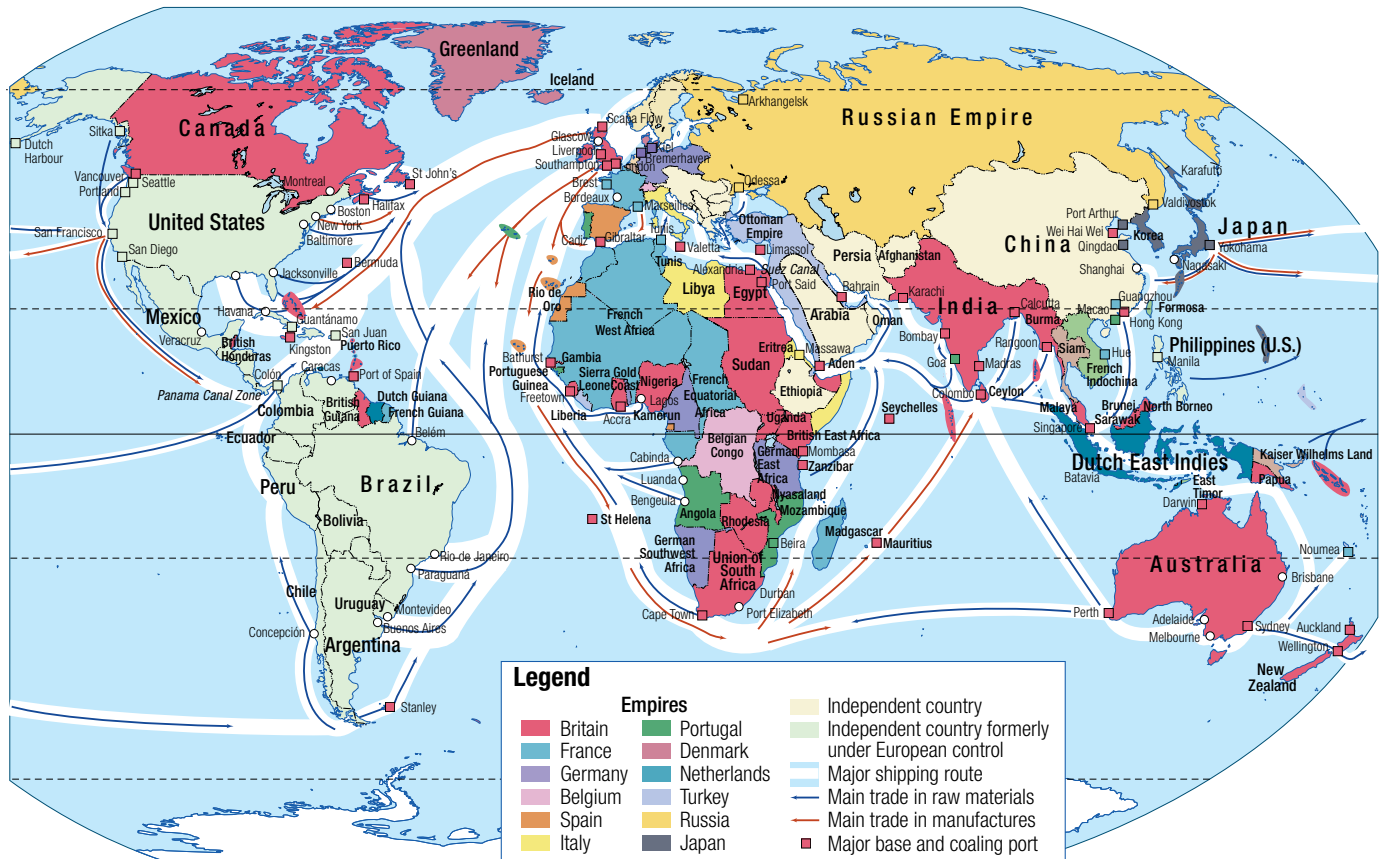 Greenland
Iceland
Canada
Sitka
Dutch
Harbour
Vancouver
Seattle
Portland
Montreal
St John's
Halifax
Boston
New York
Baltimore
United States
San Francisco
San Diego
Bermuda
Jacksonville
Havana
Mexico
Veracruz
Guantánamo
San Juan
Puerto Rico
British
Honduras
Kingston
Caracas
Port of Spain
Colón
Panama Canal Zone
Colombia
British
Guiana
Dutch Guiana
French Guiana
Ecuador
Belém
Peru
Brazil
Bolivia
Rio de Janeiro
Paraguaná
Chile
Uruguay
Montevideo
Buenos Aires
Concepción
Argentina
Stanley
Scapa Flow
Glascow
Liverpool
Southampton
London
Kiel
Bremerhaven
Brest
Bordeaux
Marseilles
Cadiz
Gibraltar
Tunis
Tunis
Valetta
Arkhangelsk
Russian Empire
Odessa
Ottoman
Empire
Limassol
Alexandria
Suez Canal
Port Said
Persia
Afghanistan
Bahrain
Karachi
Rio de
Oro
Libya
Egypt
Arabia
Oman
French
West Africa
Bathurst
Gambia
Portuguese
Guinea
Sierra
Leone
Gold
Coast
Freetown
Liberia
Accra
Nigeria
Lagos
Kamorun
French
Equatorial
Africa
Sudan
Eritrea
Massawa
Aden
Ethiopia
Uganda
British East Africa
Mombasa
Zanzibar
Belgian
Congo
German
East
Africa
Cabinda
Luanda
Bengeula
Angola
Nyasaland
Mozambique
Rhodesia
St Helena
German
Southwest
Africa
Union of
South
Africa
Beira
Madgascar
Mauritius
Seychelles
Durban
Port Elizabeth
Cape Town
India
Bombay
Goa
Madras
Calcutta
Burma
Rangoon
Colombo
Ceylon
China
Port Arthur
Wei Hai Wei
Qingdao
Korea
Shanghai
Karafuto
Valdivostok
Japan
Yokohama
Nagasaki
Macao
Guangzhou
Hong Kong
Formosa
Siam
Hue
French
Indochina
Philippines (U.S.)
Manila
Malaya
Singapore
Brunei
Sarawak
North Borneo
Dutch East Indies
Batavia
East
Timor
Kaiser Wilhelms Land
Papua
Darwin
Australia
Noumea
Brisbane
Perth
Adelaide
Melbourne
Sydney
Auckland
Wellington
New
Zealand
Legend
Empires
Britain
France
Germany
Belgium
Spain
Italy
Portugal
Denmark
Netherlands
Turkey
Russia
Japan
Independent country
Independent country formerly
under European control
Major shipping route
Main trade in raw materials
Main trade in manufactures
Major base and coaling port